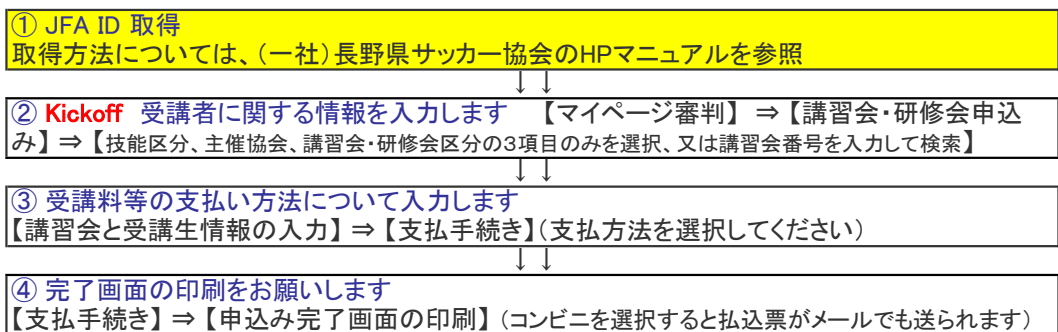 ① JFA ID 取得
取得方法については、(一社)長野県サッカー協会のHPマニュアルを参照
↓ ↓
② Kickoff 受講者に関する情報を入力します 【マイページ審判】 ⇒【講習会・研修会申込
み】⇒【技能区分、主催協会、講習会・研修会区分の3項目のみを選択、又は講習会番号を入力して検索】
↓ ↓
③ 受講料等の支払い方法について入力します
【講習会と受講生情報の入力】⇒【支払手続き】(支払方法を選択してください)
↓ ↓
④ 完了画面の印刷をお願いします
【支払手続き】⇒【申込み完了画面の印刷】(コンビニを選択すると払込票がメールでも送られます)